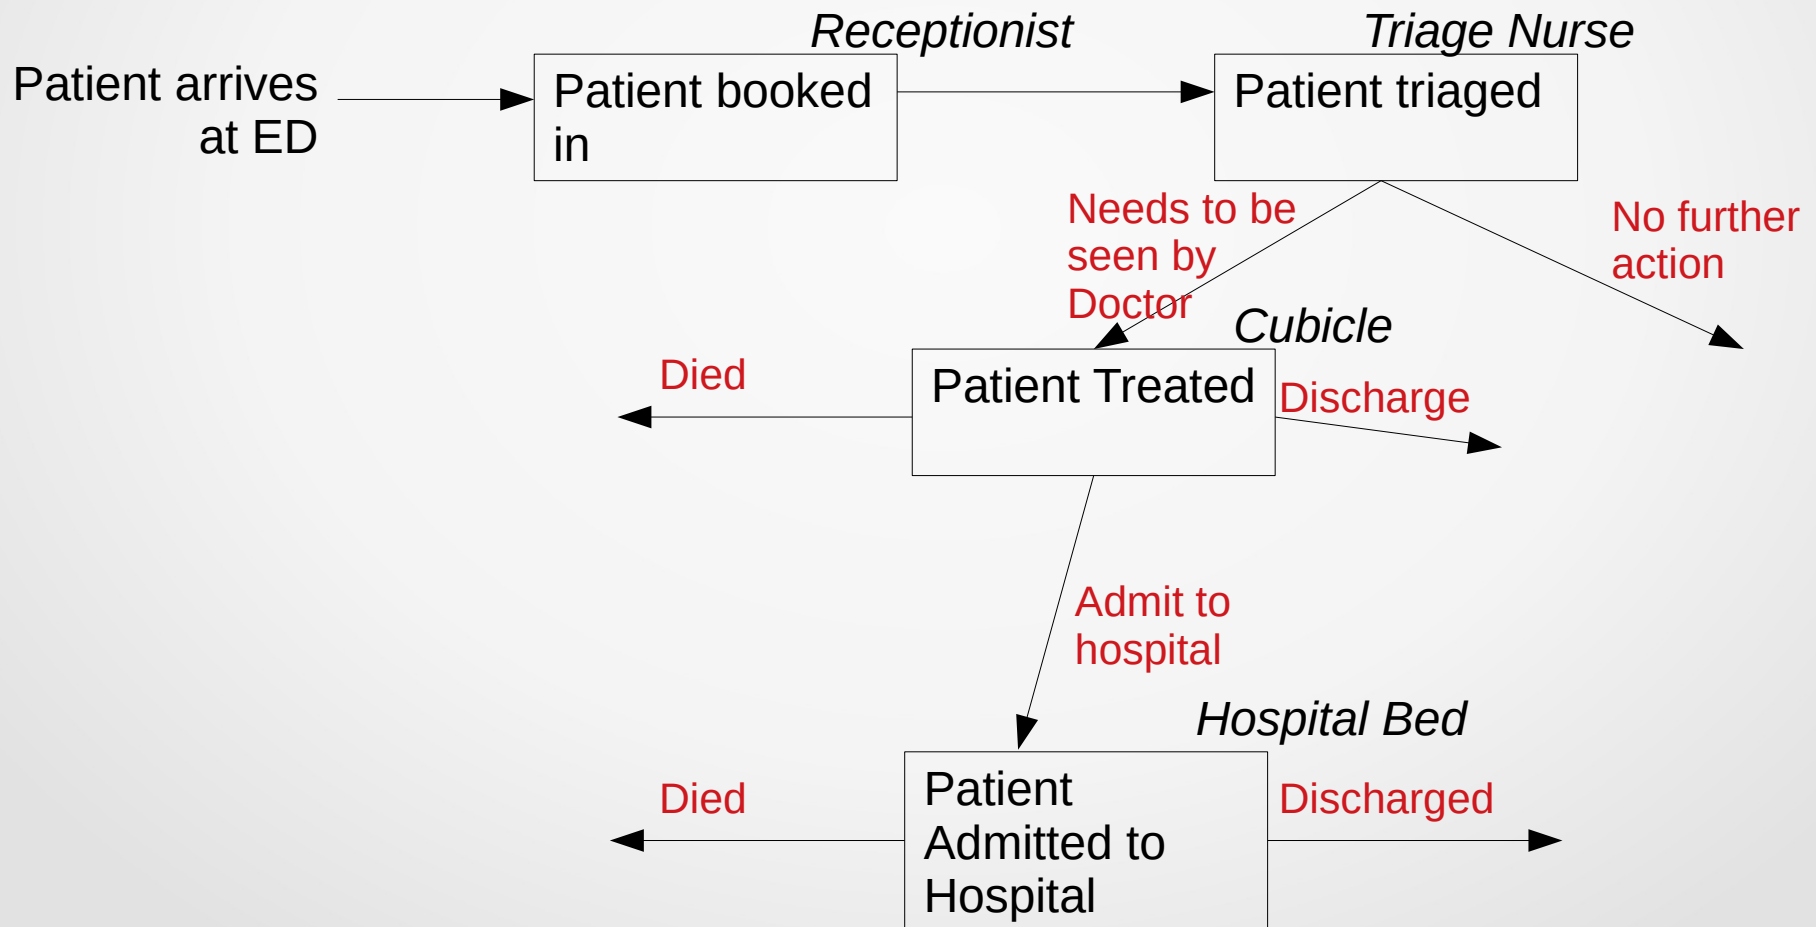 Receptionist
Triage Nurse
Patient arrives
at ED
Patient booked
in
Patient triaged
Needs to be
seen by
Doctor
No further
action
Cubicle
Died
Patient Treated
Discharge
Admit to
hospital
Hospital Bed
Died
Patient
Admitted to
Hospital
Discharged